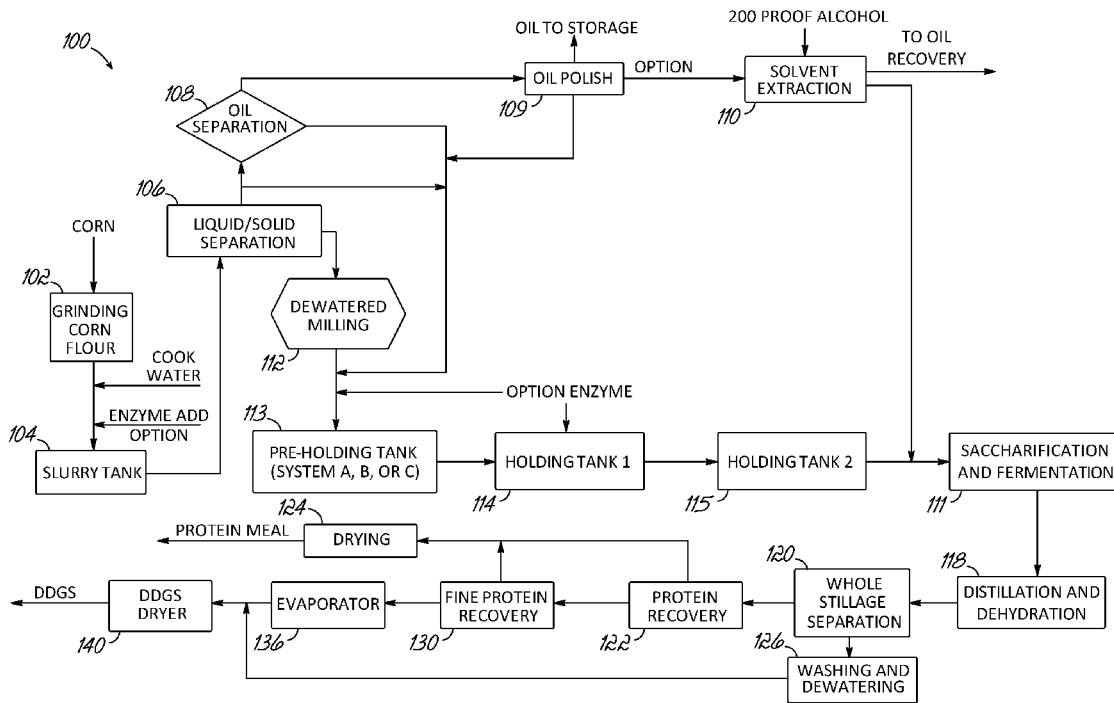 200 PROOF ALCOHOL
OIL TO STORAGE
TO OIL
RECOVERY
100
OIL POLISH
OPTION
SOLVENT
EXTRACTION
108
109
110
OIL
SEPARATION
106
LIQUID/SOLID
SEPARATION
CORN
102
GRINDING
CORN
FLOUR
DEWATERED
MILLING
112
COOK
WATER
ENZYME ADD
OPTION
OPTION ENZYME
104
SLURRY TANK
113
PRE-HOLDING TANK
(SYSTEM A, B, OR C)
HOLDING TANK 1
114
HOLDING TANK 2
115
SACCHARIFICATION
AND FERMENTATION
111
124
PROTEIN MEAL
DRYING
120
WHOLE
STILLAGE
SEPARATION
118
DISTILLATION AND
DEHYDRATION
DDGS
DDGS
DRYER
140
EVAPORATOR
136
FINE PROTEIN
RECOVERY
130
PROTEIN
RECOVERY
122
126
WASHING AND
DEWATERING